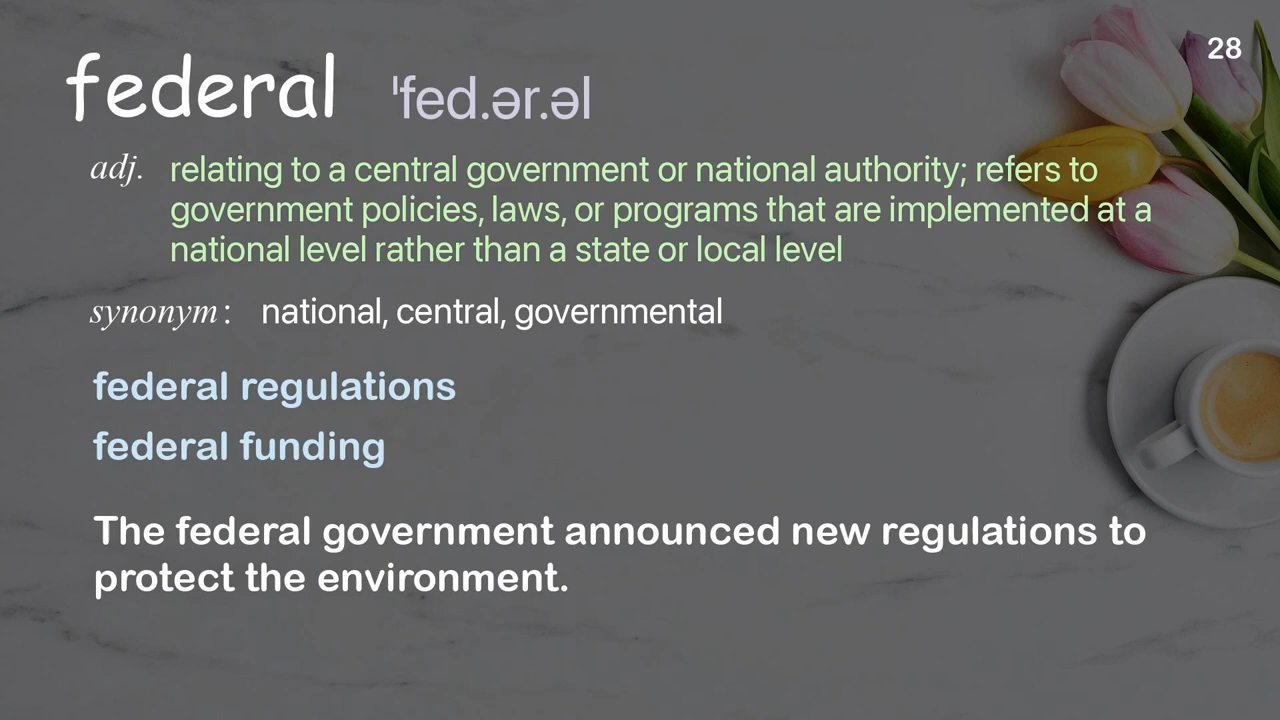 28
federal ˈfed.ər.əl
adj. relating to a central government or national authority; refers to
government policies, laws, or programs that are implemented at a
national level rather than a state or local level
synonym: national, central, governmental
federal regulations
federal funding
The federal government announced new regulations to
protect the environment.